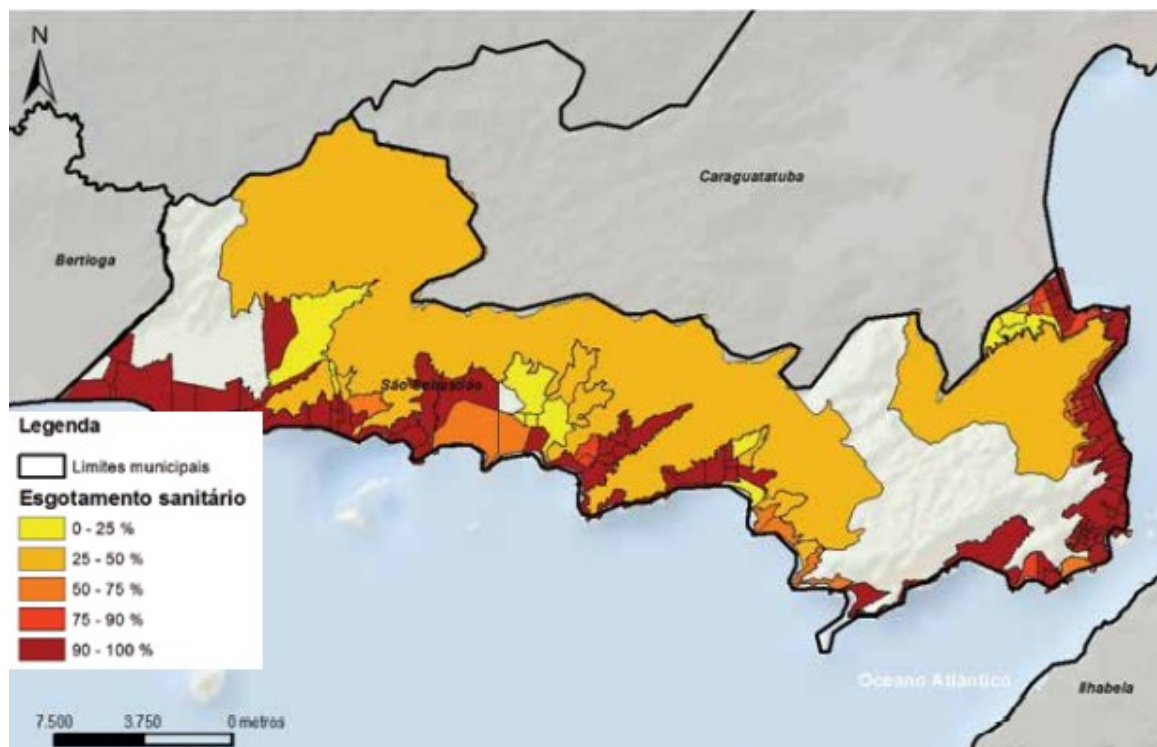 N
Caraguatatuba
Bertioga
São Sebastião
Legenda
Limites municipais
Esgotamento sanitário
0 - 25 %
25 - 50 %
50 - 75 %
75 - 90 %
90 - 100 %
Oceano Atlântico
Ilhabela
7.500 3.750 0 metros